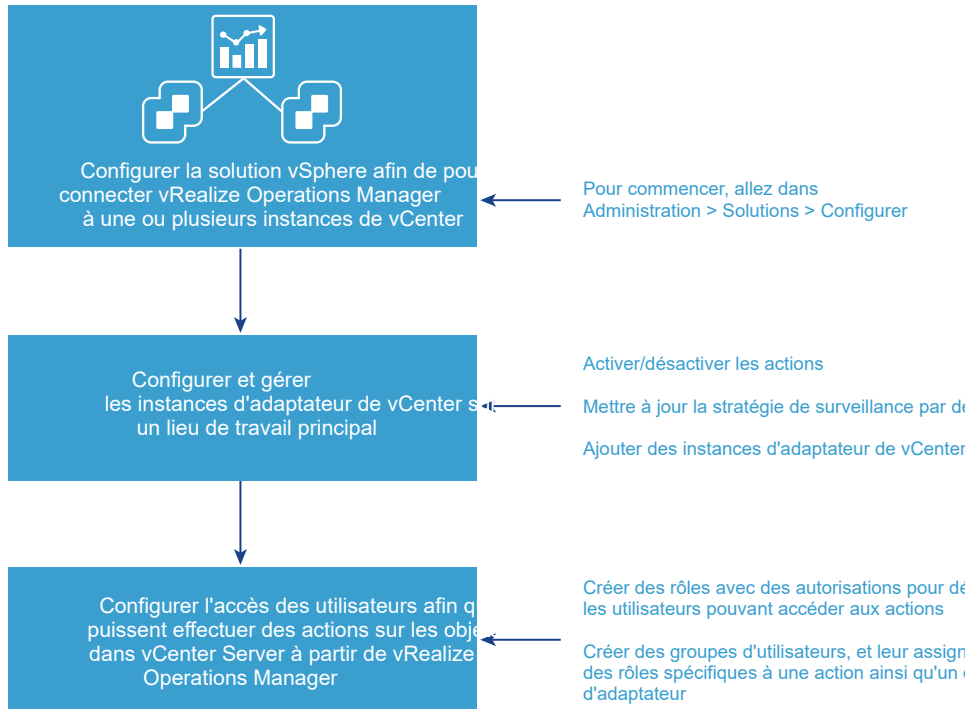 Configurer la solution vSphere afin de pou
connecter vRealize Operations Manager
à une ou plusieurs instances de vCenter
Pour commencer, allez dans
Administration > Solutions > Configurer
Configurer et gérer
les instances d'adaptateur de vCenter s
un lieu de travail principal
Activer/désactiver les actions
Mettre à jour la stratégie de surveillance par dé
Ajouter des instances d'adaptateur de vCenter
Configurer l'accès des utilisateurs afin qu
puissent effectuer des actions sur les obje
dans vCenter Server à partir de vRealize
Operations Manager
Créer des rôles avec des autorisations pour dé
les utilisateurs pouvant accéder aux actions
Créer des groupes d'utilisateurs, et leur assign
des rôles spécifiques à une action ainsi qu'un
d'adaptateur